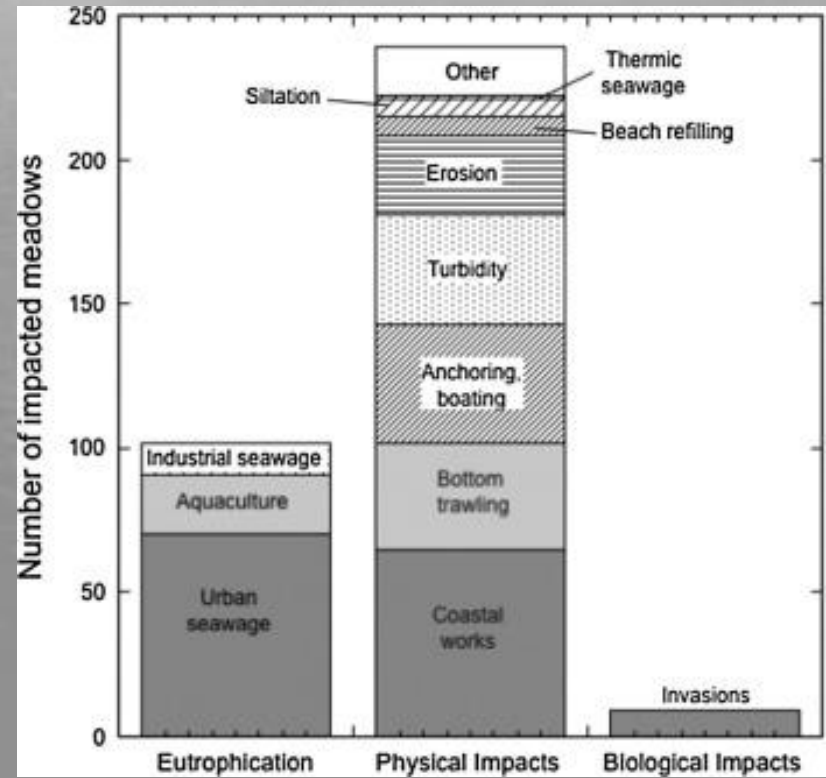 Number of impacted meadows
250
200
150
100
50
0
Industrial seawage
Aquaculture
Urban
seawage
Other
Siltation
Thermic
seawage
Beach refilling
Erosion
Turbidity
Anchoring,
boating
Bottom
trawling
Coastal
works
Invasions
Eutrophication
Physical Impacts
Biological Impacts